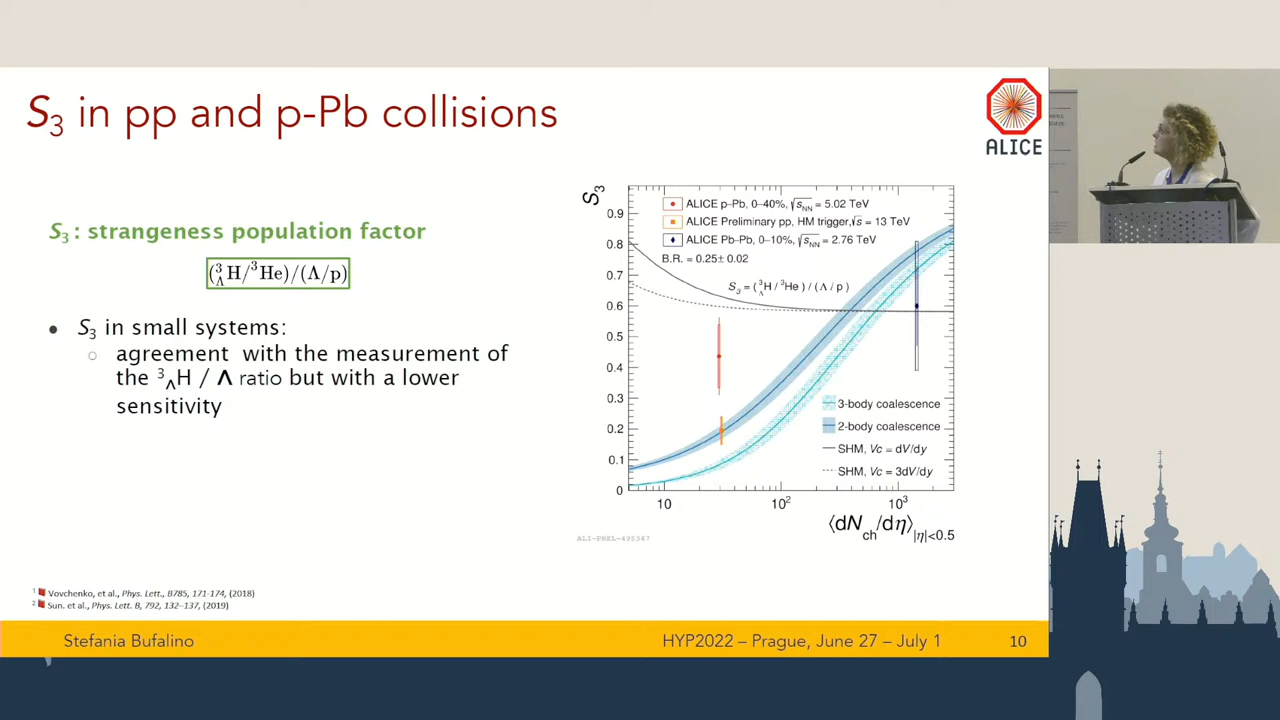 S₃ in pp and p-Pb collisions
ALICE
S₃ : strangeness population factor
(³ΛH/³He)/(Λ/p)
• S₃ in small systems:
○ agreement with the measurement of
the ³ΛH / Λ ratio but with a lower
sensitivity
S₃
0.9
0.8
0.7
0.6
0.5
0.4
0.3
0.2
0.1
0
ALICE p–Pb, 0–40%, √sNN = 5.02 TeV
ALICE Preliminary pp, HM trigger, √s = 13 TeV
ALICE Pb–Pb, 0–10%, √sNN = 2.76 TeV
B.R. = 0.25 ± 0.02
S₃ = (³ΛH / ³He) / (Λ / p)
3-body coalescence
2-body coalescence
SHM, Vc = dV/dy
SHM, Vc = 3dV/dy
10 10² 10³
⟨dNch/dη⟩|η|<0.5
ALI-PREL-495347
¹ Vovchenko, et al., Phys. Lett., B785, 171-174, (2018)
² Sun. et al., Phys. Lett. B, 792, 132–137, (2019)
Stefania Bufalino
HYP2022 – Prague, June 27 – July 1
10